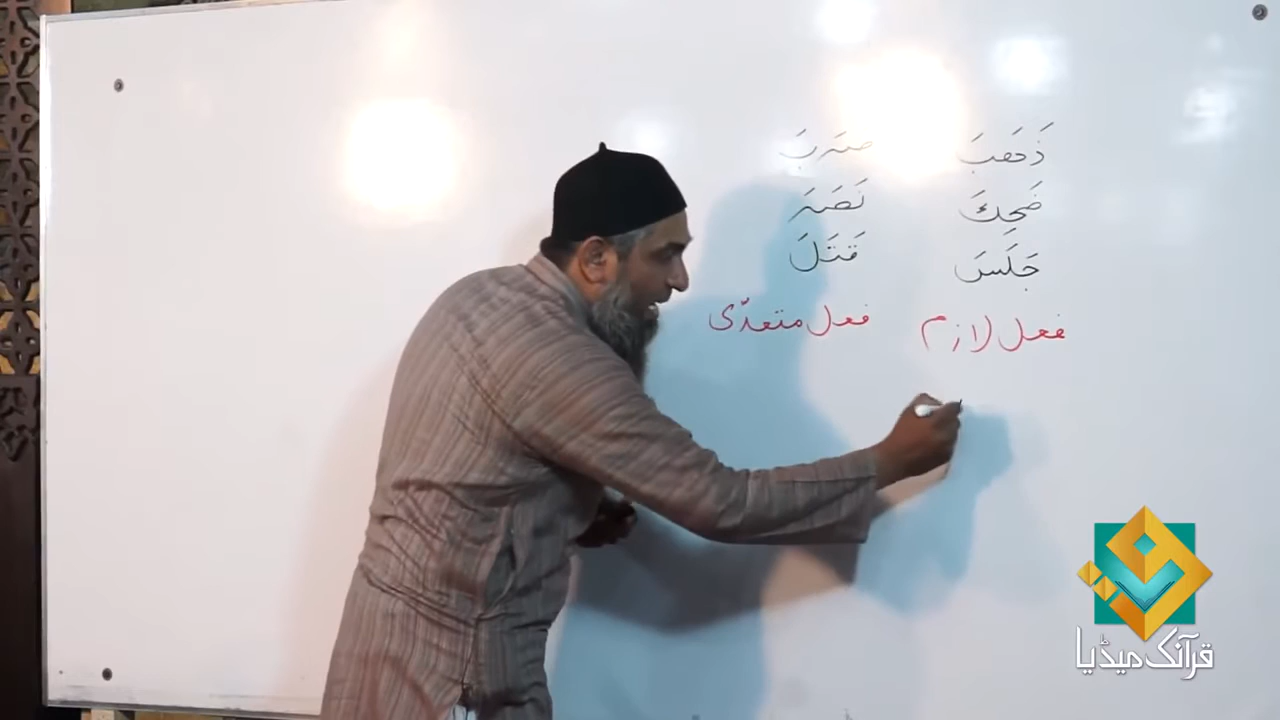 ذَهَبَ ضَرَبَ
ضَحِكَ نَصَرَ
جَلَسَ قَتَلَ
فعل لازم فعل متعدّی
قرآنک میڈیا